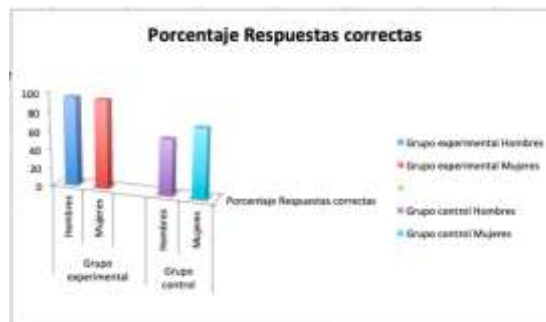 Porcentaje Respuestas correctas
100
80
60
40
20
0
Porcentaje Respuestas correctas
Hombres
Mujeres
Hombres
Mujeres
Grupo
experimental
Grupo
control
Grupo experimental Hombres
Grupo experimental Mujeres
Grupo control Hombres
Grupo control Mujeres